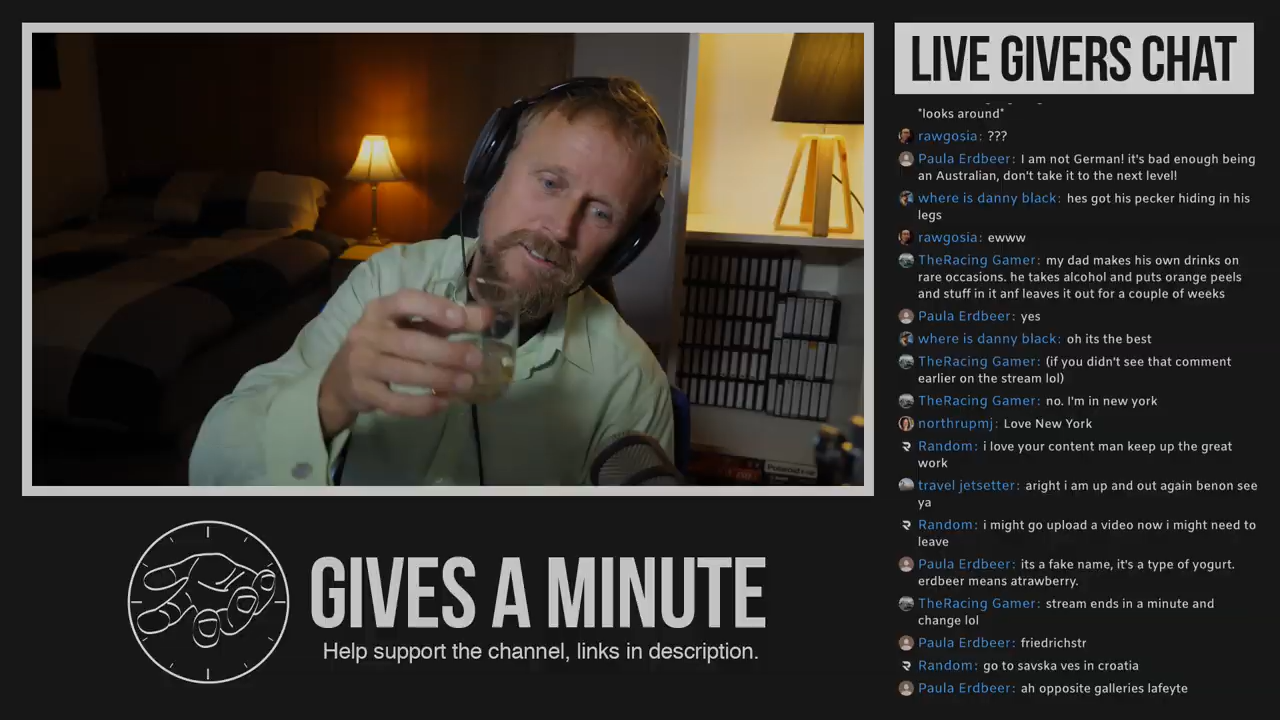 LIVE GIVERS CHAT
*looks around*
rawgosia: ???
Paula Erdbeer: I am not German! it's bad enough being
an Australian, don't take it to the next level!
where is danny black: hes got his pecker hiding in his
legs
rawgosia: ewww
TheRacing Gamer: my dad makes his own drinks on
rare occasions. he takes alcohol and puts orange peels
and stuff in it anf leaves it out for a couple of weeks
Paula Erdbeer: yes
where is danny black: oh its the best
TheRacing Gamer: (if you didn't see that comment
earlier on the stream lol)
TheRacing Gamer: no. I'm in new york
northrupmj: Love New York
Random: i love your content man keep up the great
work
travel jetsetter: aright i am up and out again benon see
ya
Random: i might go upload a video now i might need to
leave
Paula Erdbeer: its a fake name, it's a type of yogurt.
erdbeer means atrawberry.
TheRacing Gamer: stream ends in a minute and
change lol
Paula Erdbeer: friedrichstr
Random: go to savska ves in croatia
Paula Erdbeer: ah opposite galleries lafeyte
GIVES A MINUTE
Help support the channel, links in description.